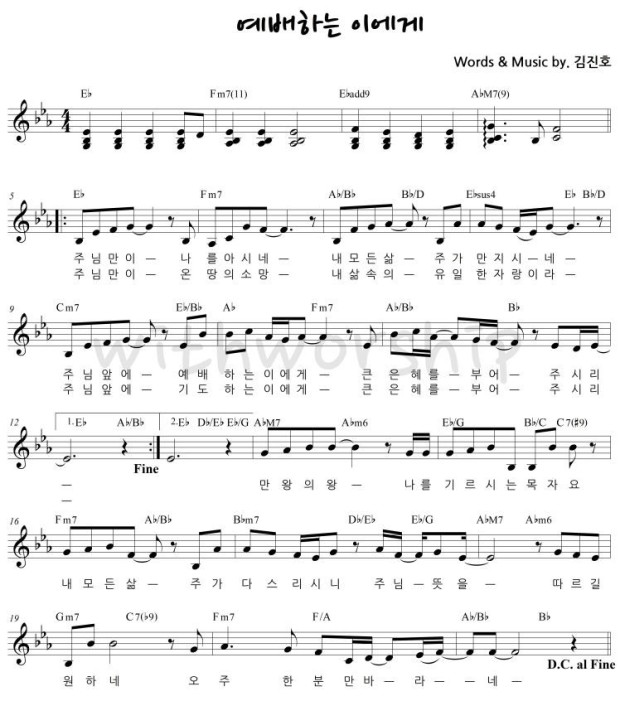 예배하는 이에게
Words & Music by. 김진호
E♭ Fm7(11) E♭add9 A♭M7(9)
5 E♭ Fm7 A♭/B♭ B♭/D E♭sus4 E♭ B♭/D
주님만이— 나를아시네— 내모든삶— 주가만지시네—
주님만이— 온땅의소망— 내삶속의— 유일한자랑이라—
9 Cm7 E♭/B♭ A♭ Fm7 A♭/B♭ B♭
주님앞에— 예배하는이에게— 큰은혜를—부어— 주시리
주님앞에— 기도하는이에게— 큰은혜를—부어— 주시리
withworship
12 1.E♭ A♭/B♭ 2.E♭ D♭/E♭ E♭/G A♭M7 A♭m6 E♭/G B♭/C C7(♯9)
Fine
— 만왕의왕— 나를기르시는목자요
—
16 Fm7 A♭/B♭ B♭m7 D♭/E♭ E♭/G A♭M7 A♭m6
내모든삶— 주가다스리시니 주님—뜻을— 따르길
19 Gm7 C7(♭9) Fm7 F/A A♭/B♭ B♭
D.C. al Fine
원하네 오주 한분만바—라—네—